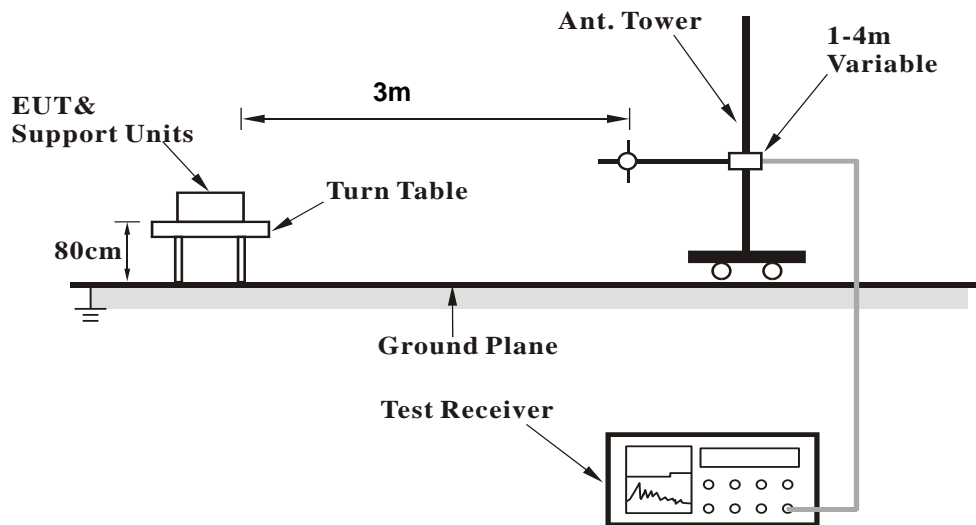 Ant. Tower
1-4m
Variable
3m
EUT&
Support Units
Turn Table
80cm
Ground Plane
Test Receiver